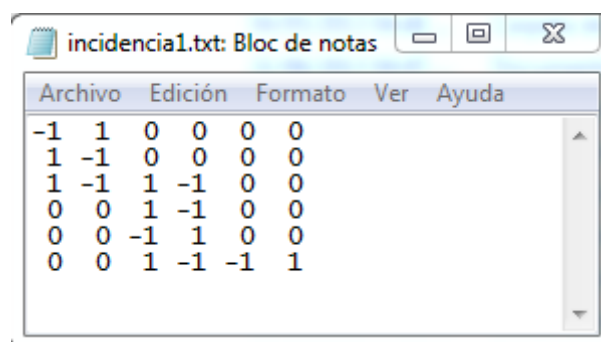 incidencia1.txt: Bloc de notas
Archivo Edición Formato Ver Ayuda
-1 1 0 0 0 0
1 -1 0 0 0 0
1 -1 1 -1 0 0
0 0 1 -1 0 0
0 0 -1 1 0 0
0 0 1 -1 -1 1